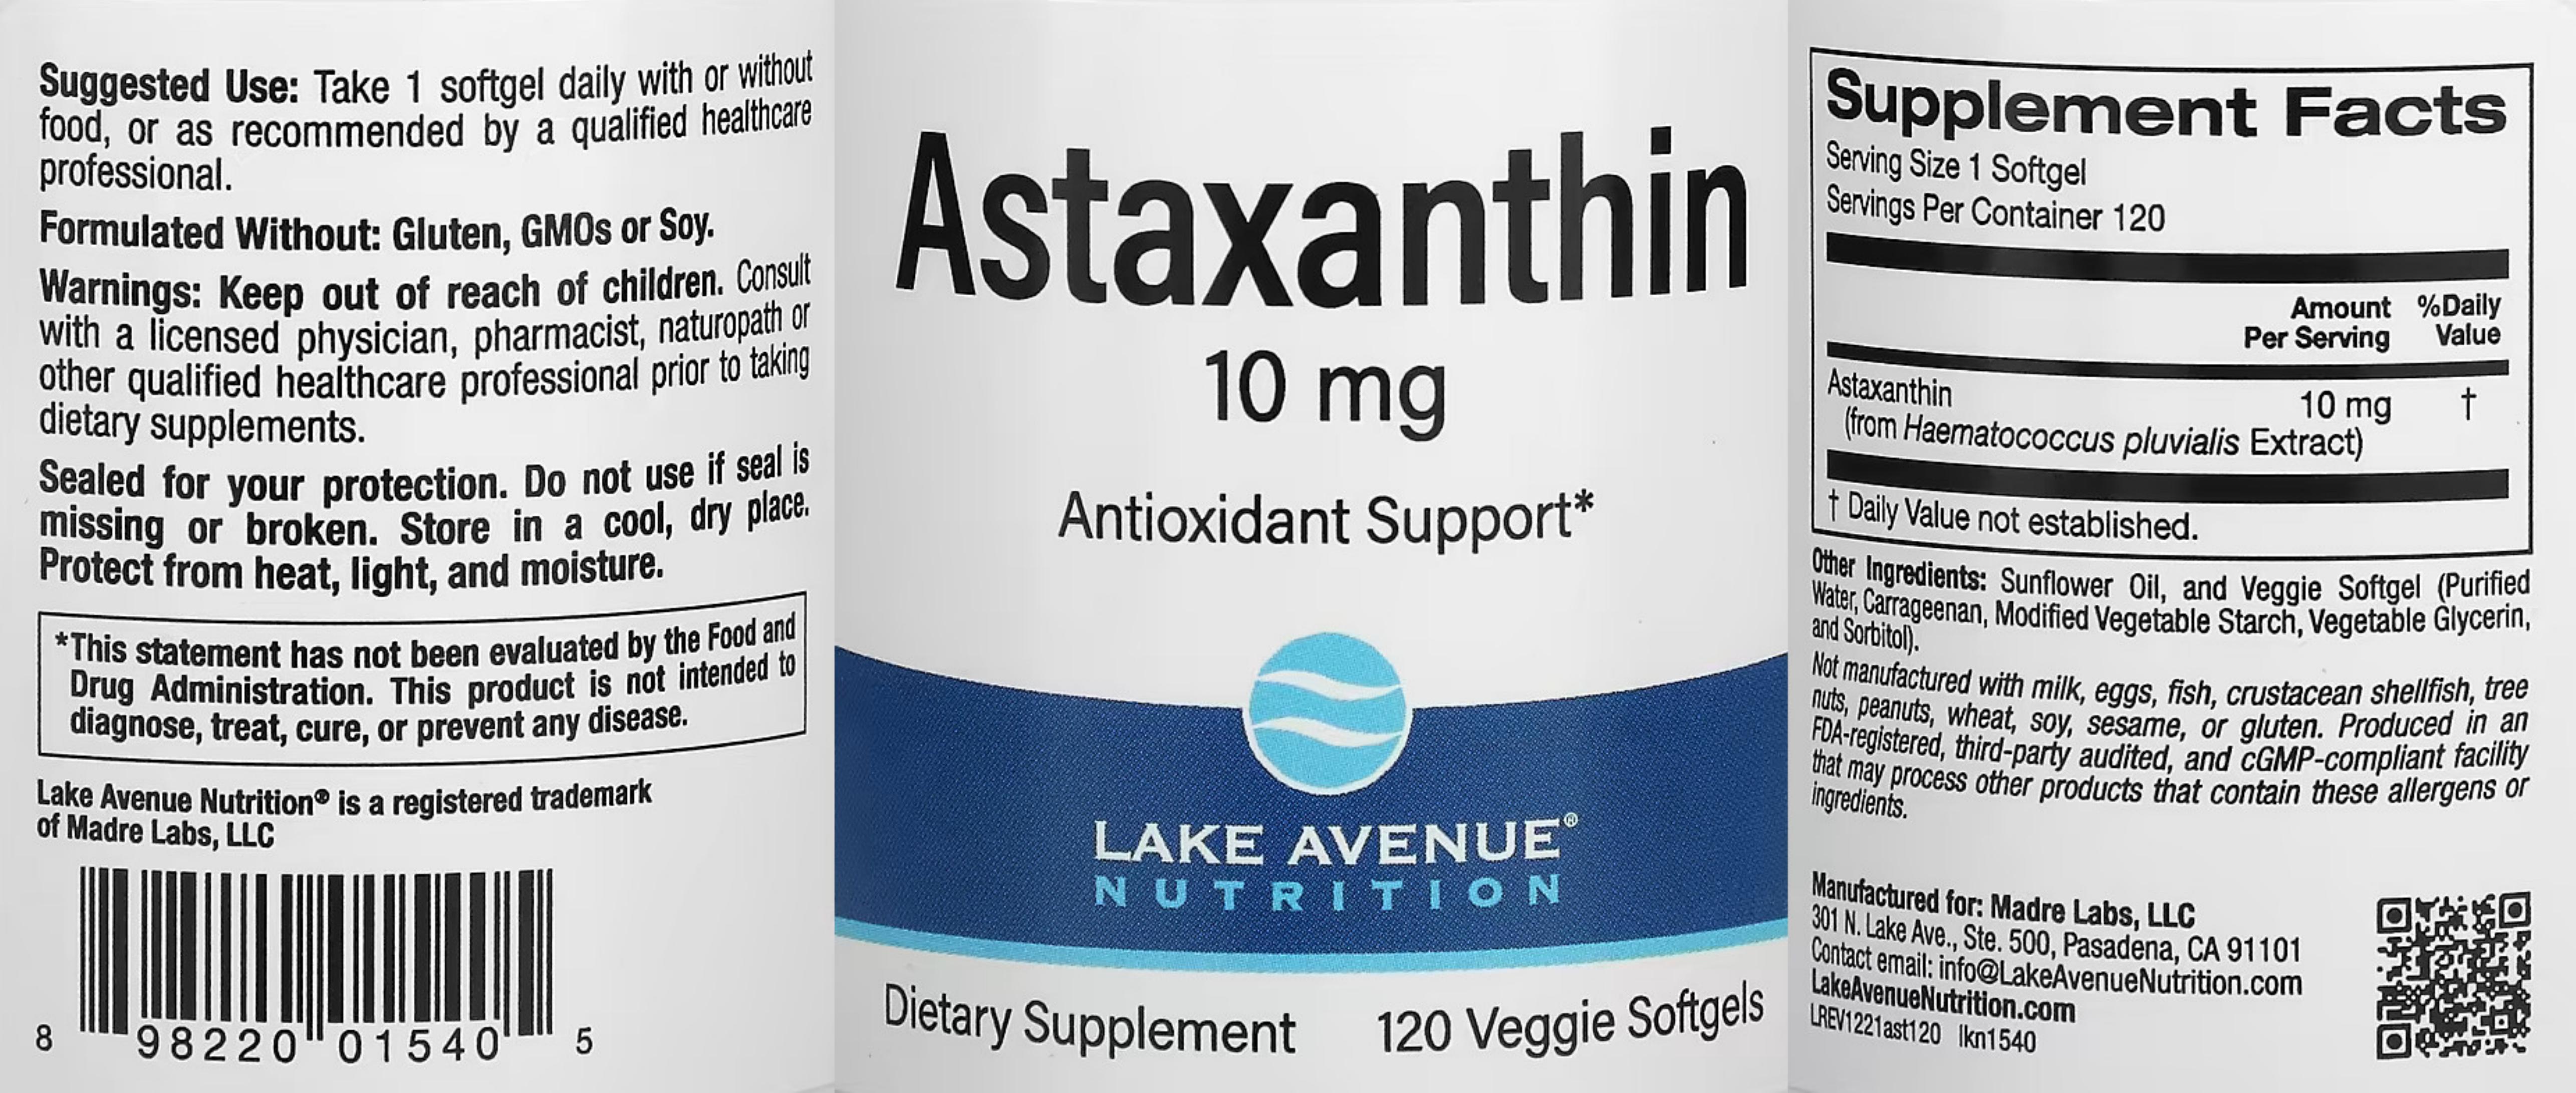 Suggested Use: Take 1 softgel daily with or without
food, or as recommended by a qualified healthcare
professional.
Formulated Without: Gluten, GMOs or Soy.
Warnings: Keep out of reach of children. Consult
with a licensed physician, pharmacist, naturopath or
other qualified healthcare professional prior to taking
dietary supplements.
Sealed for your protection. Do not use if seal is
missing or broken. Store in a cool, dry place.
Protect from heat, light, and moisture.
*This statement has not been evaluated by the Food and
Drug Administration. This product is not intended to
diagnose, treat, cure, or prevent any disease.
Lake Avenue Nutrition® is a registered trademark
of Madre Labs, LLC
8 98220 01540 5
Astaxanthin
10 mg
Antioxidant Support*
LAKE AVENUE®
NUTRITION
Dietary Supplement 120 Veggie Softgels
Supplement Facts
Serving Size 1 Softgel
Servings Per Container 120
Amount %Daily
Per Serving Value
Astaxanthin 10 mg †
(from Haematococcus pluvialis Extract)
† Daily Value not established.
Other Ingredients: Sunflower Oil, and Veggie Softgel (Purified
Water, Carrageenan, Modified Vegetable Starch, Vegetable Glycerin,
and Sorbitol).
Not manufactured with milk, eggs, fish, crustacean shellfish, tree
nuts, peanuts, wheat, soy, sesame, or gluten. Produced in an
FDA-registered, third-party audited, and cGMP-compliant facility
that may process other products that contain these allergens or
ingredients.
Manufactured for: Madre Labs, LLC
301 N. Lake Ave., Ste. 500, Pasadena, CA 91101
Contact email: info@LakeAvenueNutrition.com
LakeAvenueNutrition.com
LREV1221ast120 lkn1540